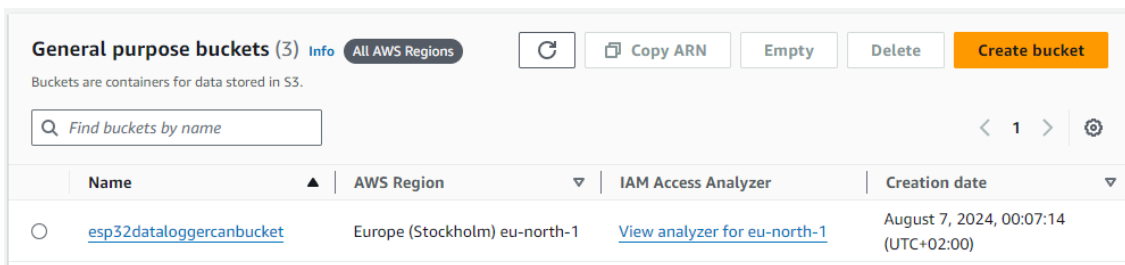 General purpose buckets (3) Info All AWS Regions Copy ARN Empty Delete Create bucket
Buckets are containers for data stored in S3.
Find buckets by name 1
Name AWS Region IAM Access Analyzer Creation date
esp32dataloggercanbucket Europe (Stockholm) eu-north-1 View analyzer for eu-north-1 August 7, 2024, 00:07:14
(UTC+02:00)